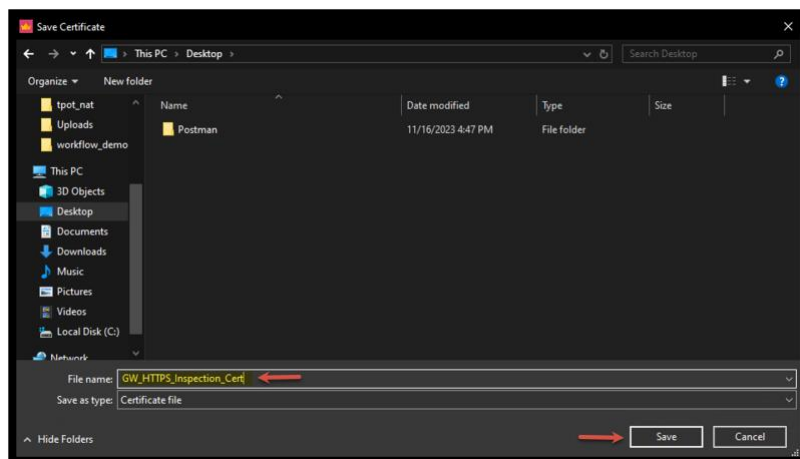 Save Certificate
This PC > Desktop >
Search Desktop
Organize
New folder
tpot_nat
Uploads
workflow_demo
This PC
3D Objects
Desktop
Documents
Downloads
Music
Pictures
Videos
Local Disk (C:)
Network
Name Date modified Type Size
Postman 11/16/2023 4:47 PM File folder
File name: GW_HTTPS_Inspection_Cert
Save as type: Certificate file
Hide Folders
Save Cancel